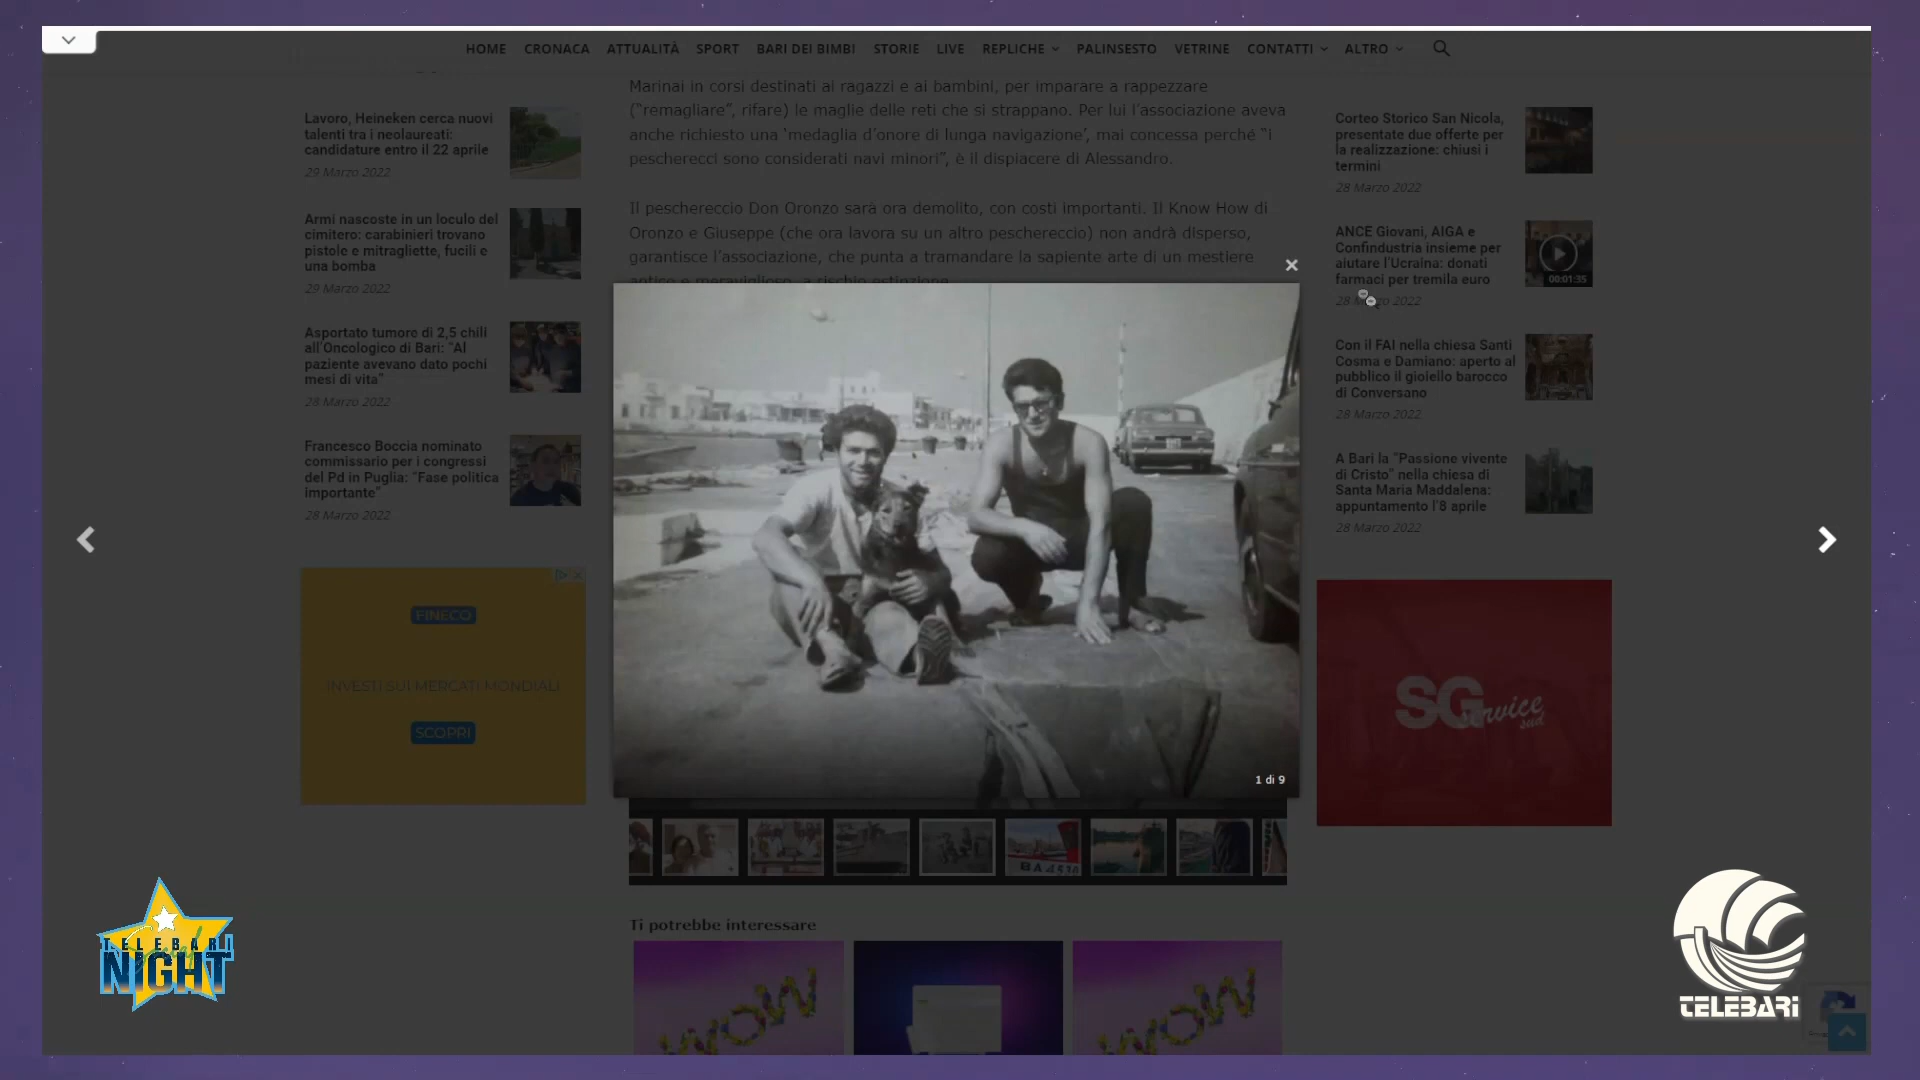 HOME CRONACA ATTUALITÀ SPORT BARI DEI BIMBI STORIE LIVE REPLICHE PALINSESTO VETRINE CONTATTI ALTRO
Lavoro, Heineken cerca nuovi
talenti tra i neolaureati:
candidature entro il 22 aprile
29 Marzo 2022
Armi nascoste in un loculo del
cimitero: carabinieri trovano
pistole e mitragliette, fucili e
una bomba
29 Marzo 2022
Asportato tumore di 2,5 chili
all'Oncologico di Bari: "Al
paziente avevano dato pochi
mesi di vita"
28 Marzo 2022
Francesco Boccia nominato
commissario per i congressi
del Pd in Puglia: "Fase politica
importante"
28 Marzo 2022
FINECO
INVESTI SUI MERCATI MONDIALI
SCOPRI
Marinai in corsi destinati ai ragazzi e ai bambini, per imparare a rappezzare
("remagliare", rifare) le maglie delle reti che si strappano. Per lui l'associazione aveva
anche richiesto una 'medaglia d'onore di lunga navigazione', mai concessa perché "i
pescherecci sono considerati navi minori", è il dispiacere di Alessandro.
Il peschereccio Don Oronzo sarà ora demolito, con costi importanti. Il Know How di
Oronzo e Giuseppe (che ora lavora su un altro peschereccio) non andrà disperso,
garantisce l'associazione, che punta a tramandare la sapiente arte di un mestiere
antico e meraviglioso, a rischio estinzione.
1 di 9
BA 4570
Ti potrebbe interessare
WOW
WOW
Corteo Storico San Nicola,
presentate due offerte per
la realizzazione: chiusi i
termini
28 Marzo 2022
ANCE Giovani, AIGA e
Confindustria insieme per
aiutare l'Ucraina: donati
farmaci per tremila euro
00:01:35
28 Marzo 2022
Con il FAI nella chiesa Santi
Cosma e Damiano: aperto al
pubblico il gioiello barocco
di Conversano
28 Marzo 2022
A Bari la "Passione vivente
di Cristo" nella chiesa di
Santa Maria Maddalena:
appuntamento l'8 aprile
28 Marzo 2022
SG service
sud
TELEBARI
NIGHT
TELEBARI